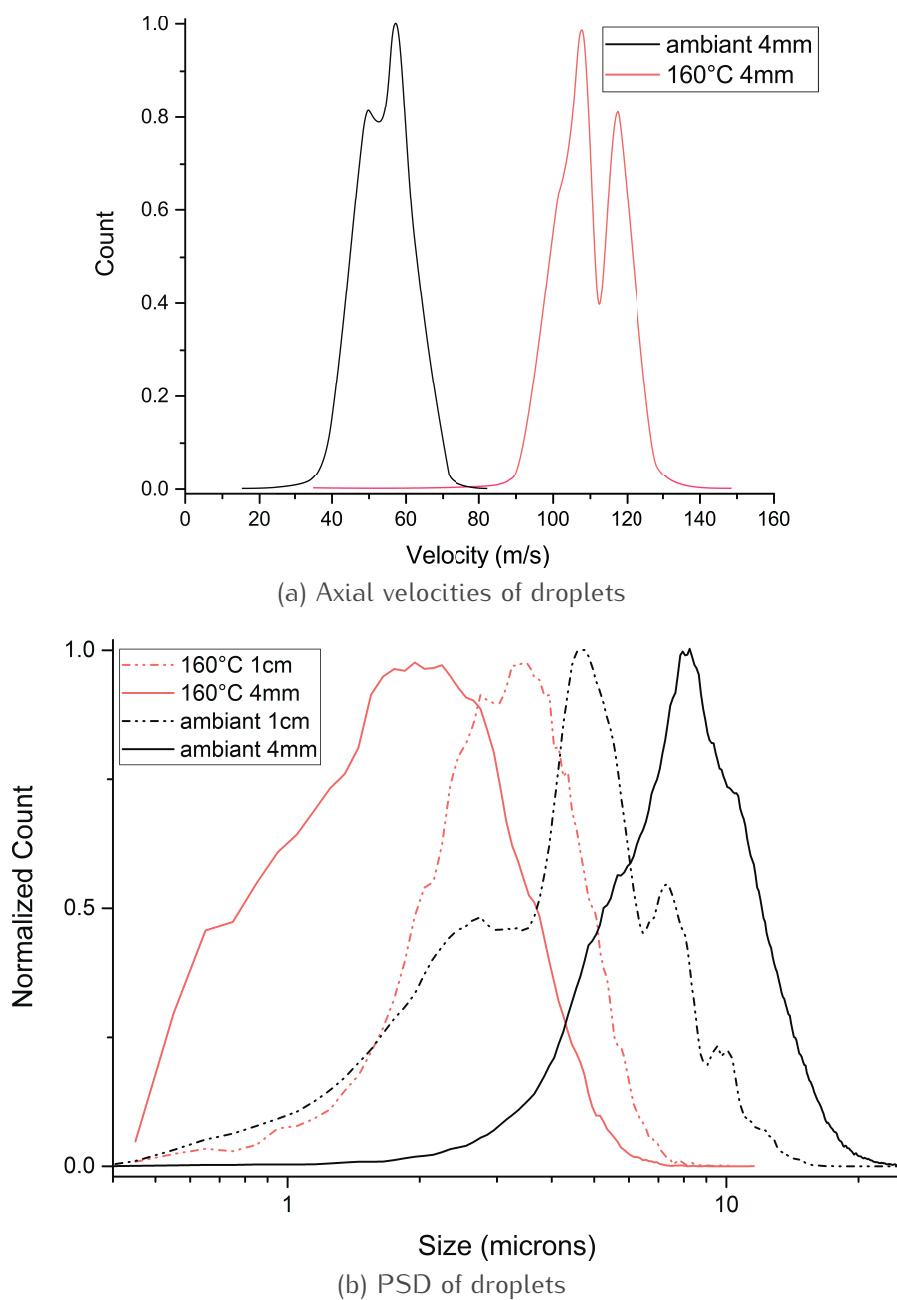 1.0
0.8
0.6
0.4
0.2
0.0
Count
ambiant 4mm
160°C 4mm
0 20 40 60 80 100 120 140 160
Velocity (m/s)
(a) Axial velocities of droplets
1.0
0.5
0.0
Normalized Count
160°C 1cm
160°C 4mm
ambiant 1cm
ambiant 4mm
1 10
Size (microns)
(b) PSD of droplets